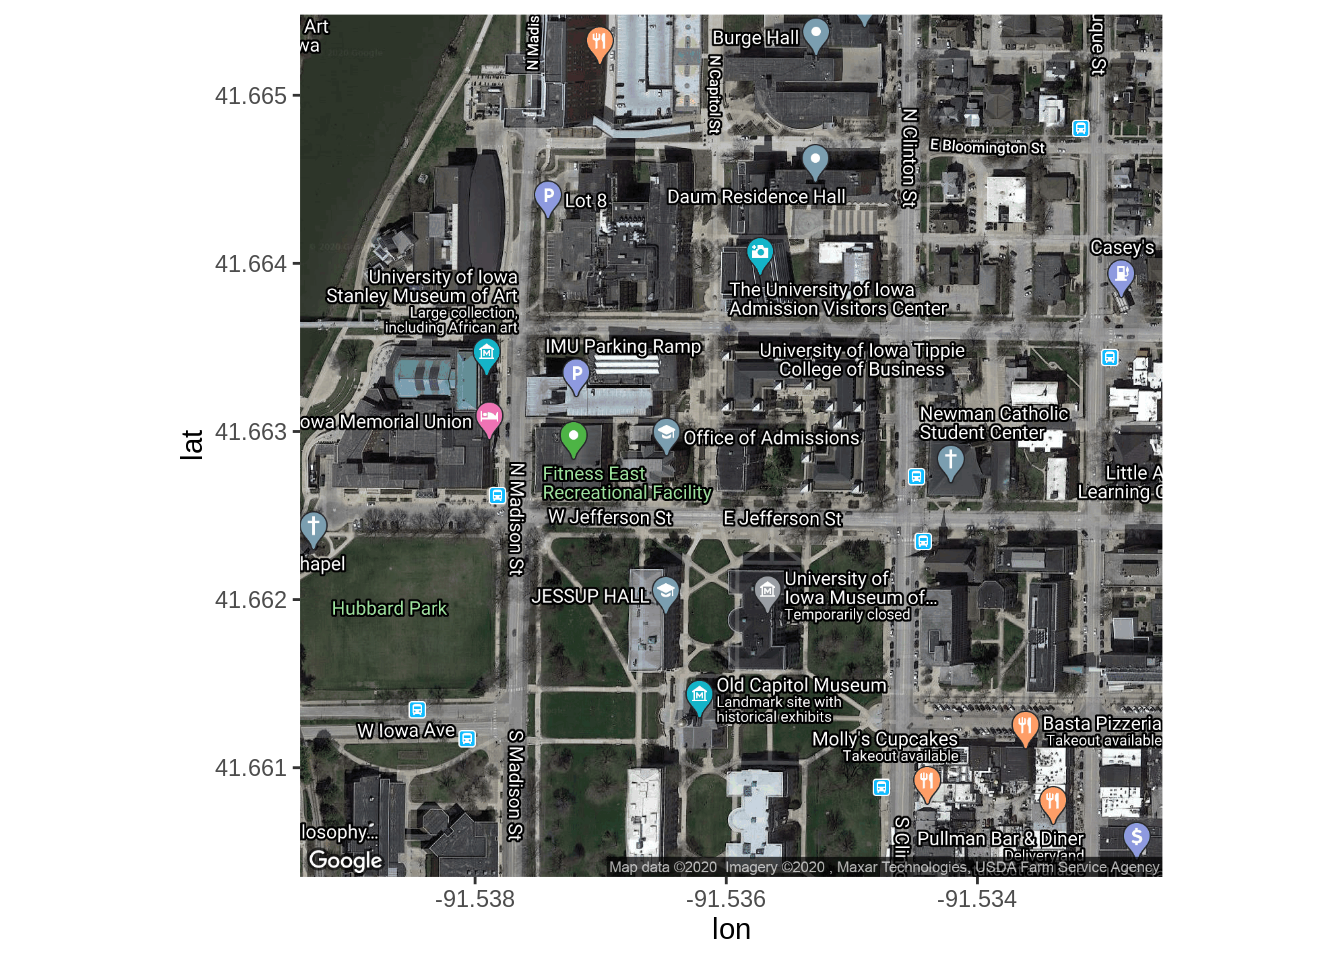 Art
wa
N Madis
Burge Hall
N Capitol St
que St
41.665
N Clinton St
E Bloomington St
Lot 8
Daum Residence Hall
Casey's
41.664
University of Iowa
Stanley Museum of Art
Large collection,
including African art
The University of Iowa
Admission Visitors Center
IMU Parking Ramp
University of Iowa Tippie
College of Business
owa Memorial Union
Newman Catholic
Student Center
41.663
Office of Admissions
Fitness East
Recreational Facility
Little A
Learning C
N Madison St
W Jefferson St
E Jefferson St
hapel
University of
Iowa Museum of...
Temporarily closed
JESSUP HALL
41.662
Hubbard Park
Old Capitol Museum
Landmark site with
historical exhibits
W Iowa Ave
Molly's Cupcakes
Takeout available
Basta Pizzeria
Takeout available
41.661
S Madison St
S Clin
losophy...
Pullman Bar & Diner
Delivery and
Google
Map data ©2020 Imagery ©2020 , Maxar Technologies, USDA Farm Service Agency
-91.538
-91.536
-91.534
lon
lat